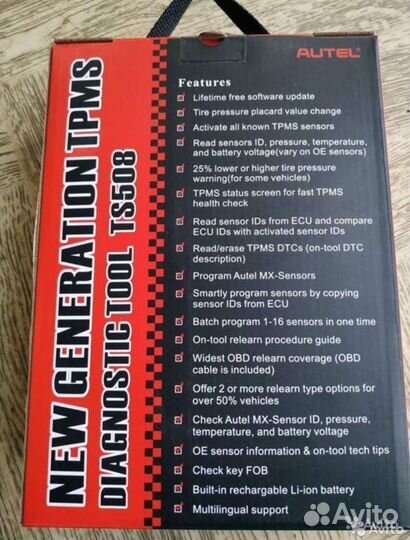 AUTEL
NEW GENERATION TPMS
DIAGNOSTIC TOOL TS508
Features
Lifetime free software update
Tire pressure placard value change
Activate all known TPMS sensors
Read sensors ID, pressure, temperature,
and battery voltage(vary on OE sensors)
25% lower or higher tire pressure
warning(for some vehicles)
TPMS status screen for fast TPMS
health check
Read sensor IDs from ECU and compare
ECU IDs with activated sensor IDs
Read/erase TPMS DTCs (on-tool DTC
description)
Program Autel MX-Sensors
Smartly program sensors by copying
sensor IDs from ECU
Batch program 1-16 sensors in one time
On-tool relearn procedure guide
Widest OBD relearn coverage (OBD
cable is included)
Offer 2 or more relearn type options for
over 50% vehicles
Check Autel MX-Sensor ID, pressure,
temperature, and battery voltage
OE sensor information & on-tool tech tips
Check key FOB
Built-in rechargable Li-ion battery
Multilingual support
Avito
Avito